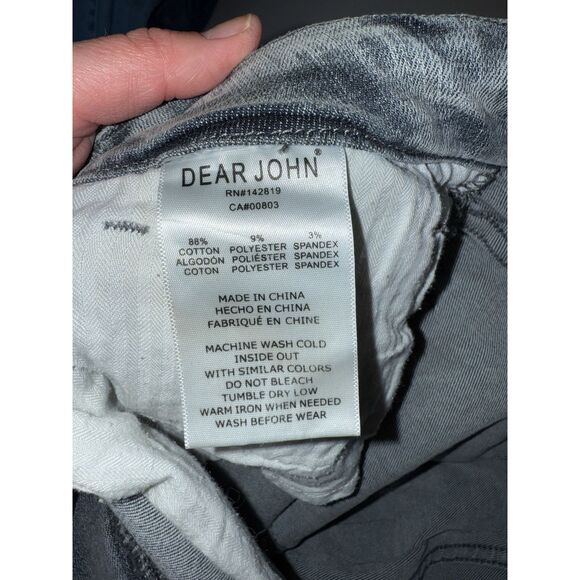 DEAR JOHN®
RN#142819
CA#00803
88% 9% 3%
COTTON POLYESTER SPANDEX
ALGODÓN POLIÉSTER SPANDEX
COTON POLYESTER SPANDEX
MADE IN CHINA
HECHO EN CHINA
FABRIQUÉ EN CHINE
MACHINE WASH COLD
INSIDE OUT
WITH SIMILAR COLORS
DO NOT BLEACH
TUMBLE DRY LOW
WARM IRON WHEN NEEDED
WASH BEFORE WEAR